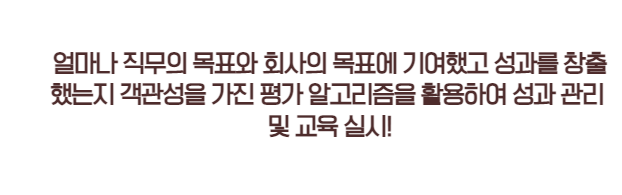 얼마나 직무의 목표와 회사의 목표에 기여했고 성과를 창출
했는지 객관성을 가진 평가 알고리즘을 활용하여 성과 관리
및 교육 실시!